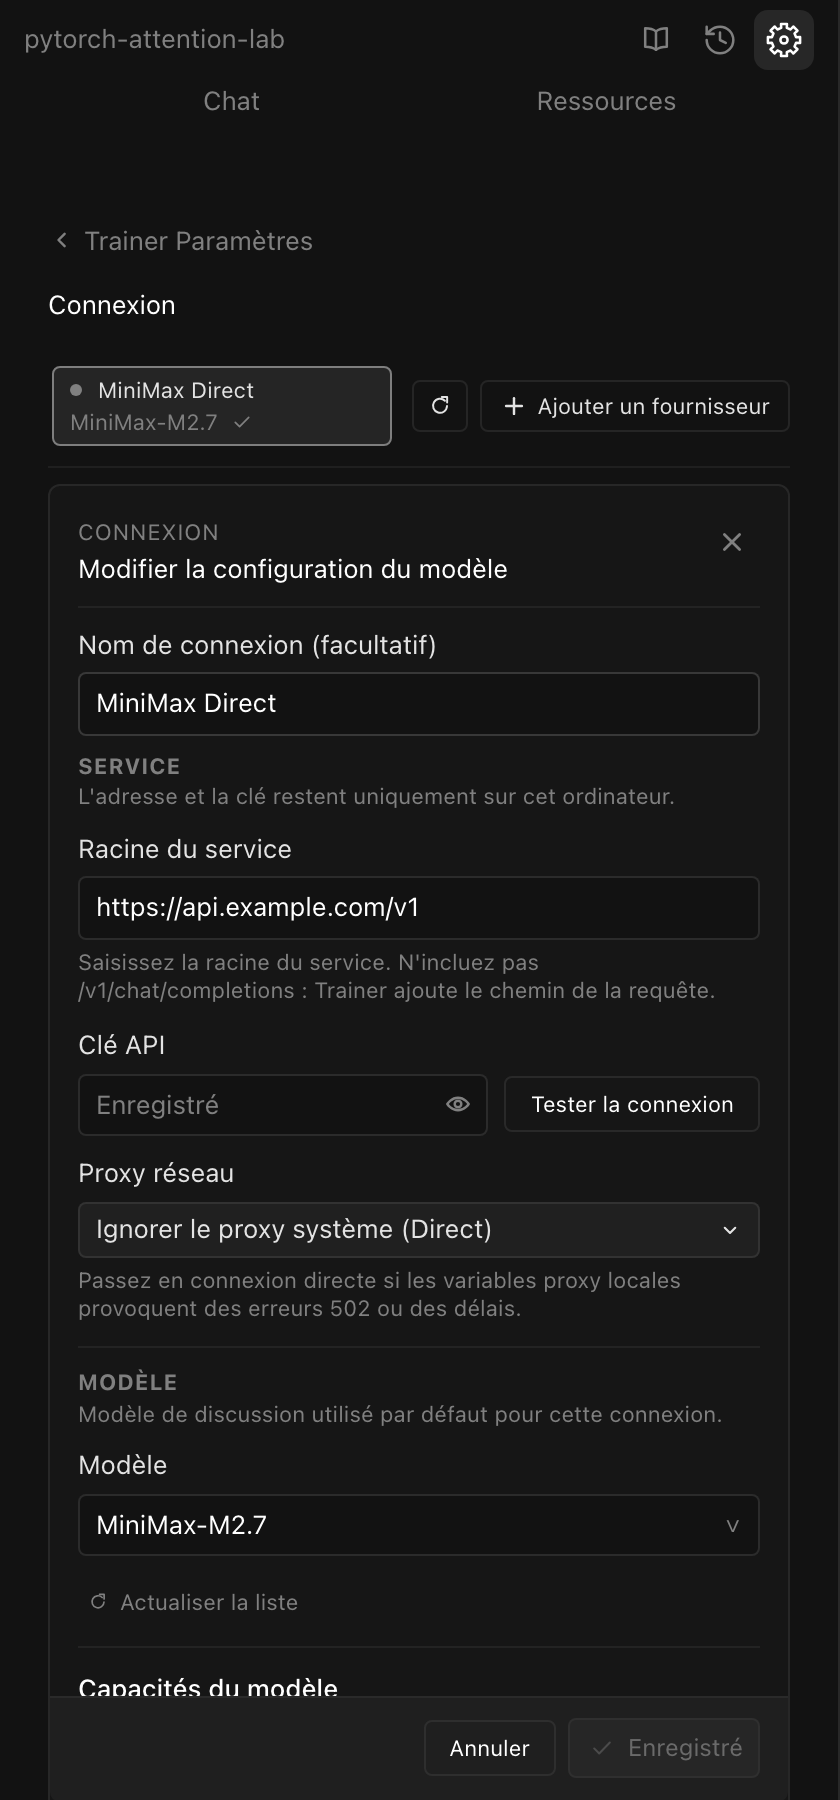 pytorch-attention-lab
Chat
Ressources
Trainer Paramètres
Connexion
MiniMax Direct
MiniMax-M2.7
Ajouter un fournisseur
CONNEXION
Modifier la configuration du modèle
Nom de connexion (facultatif)
MiniMax Direct
SERVICE
L'adresse et la clé restent uniquement sur cet ordinateur.
Racine du service
https://api.example.com/v1
Saisissez la racine du service. N'incluez pas
/v1/chat/completions : Trainer ajoute le chemin de la requête.
Clé API
Enregistré
Tester la connexion
Proxy réseau
Ignorer le proxy système (Direct)
Passez en connexion directe si les variables proxy locales
provoquent des erreurs 502 ou des délais.
MODÈLE
Modèle de discussion utilisé par défaut pour cette connexion.
Modèle
MiniMax-M2.7
Actualiser la liste
Capacités du modèle
Annuler
Enregistré